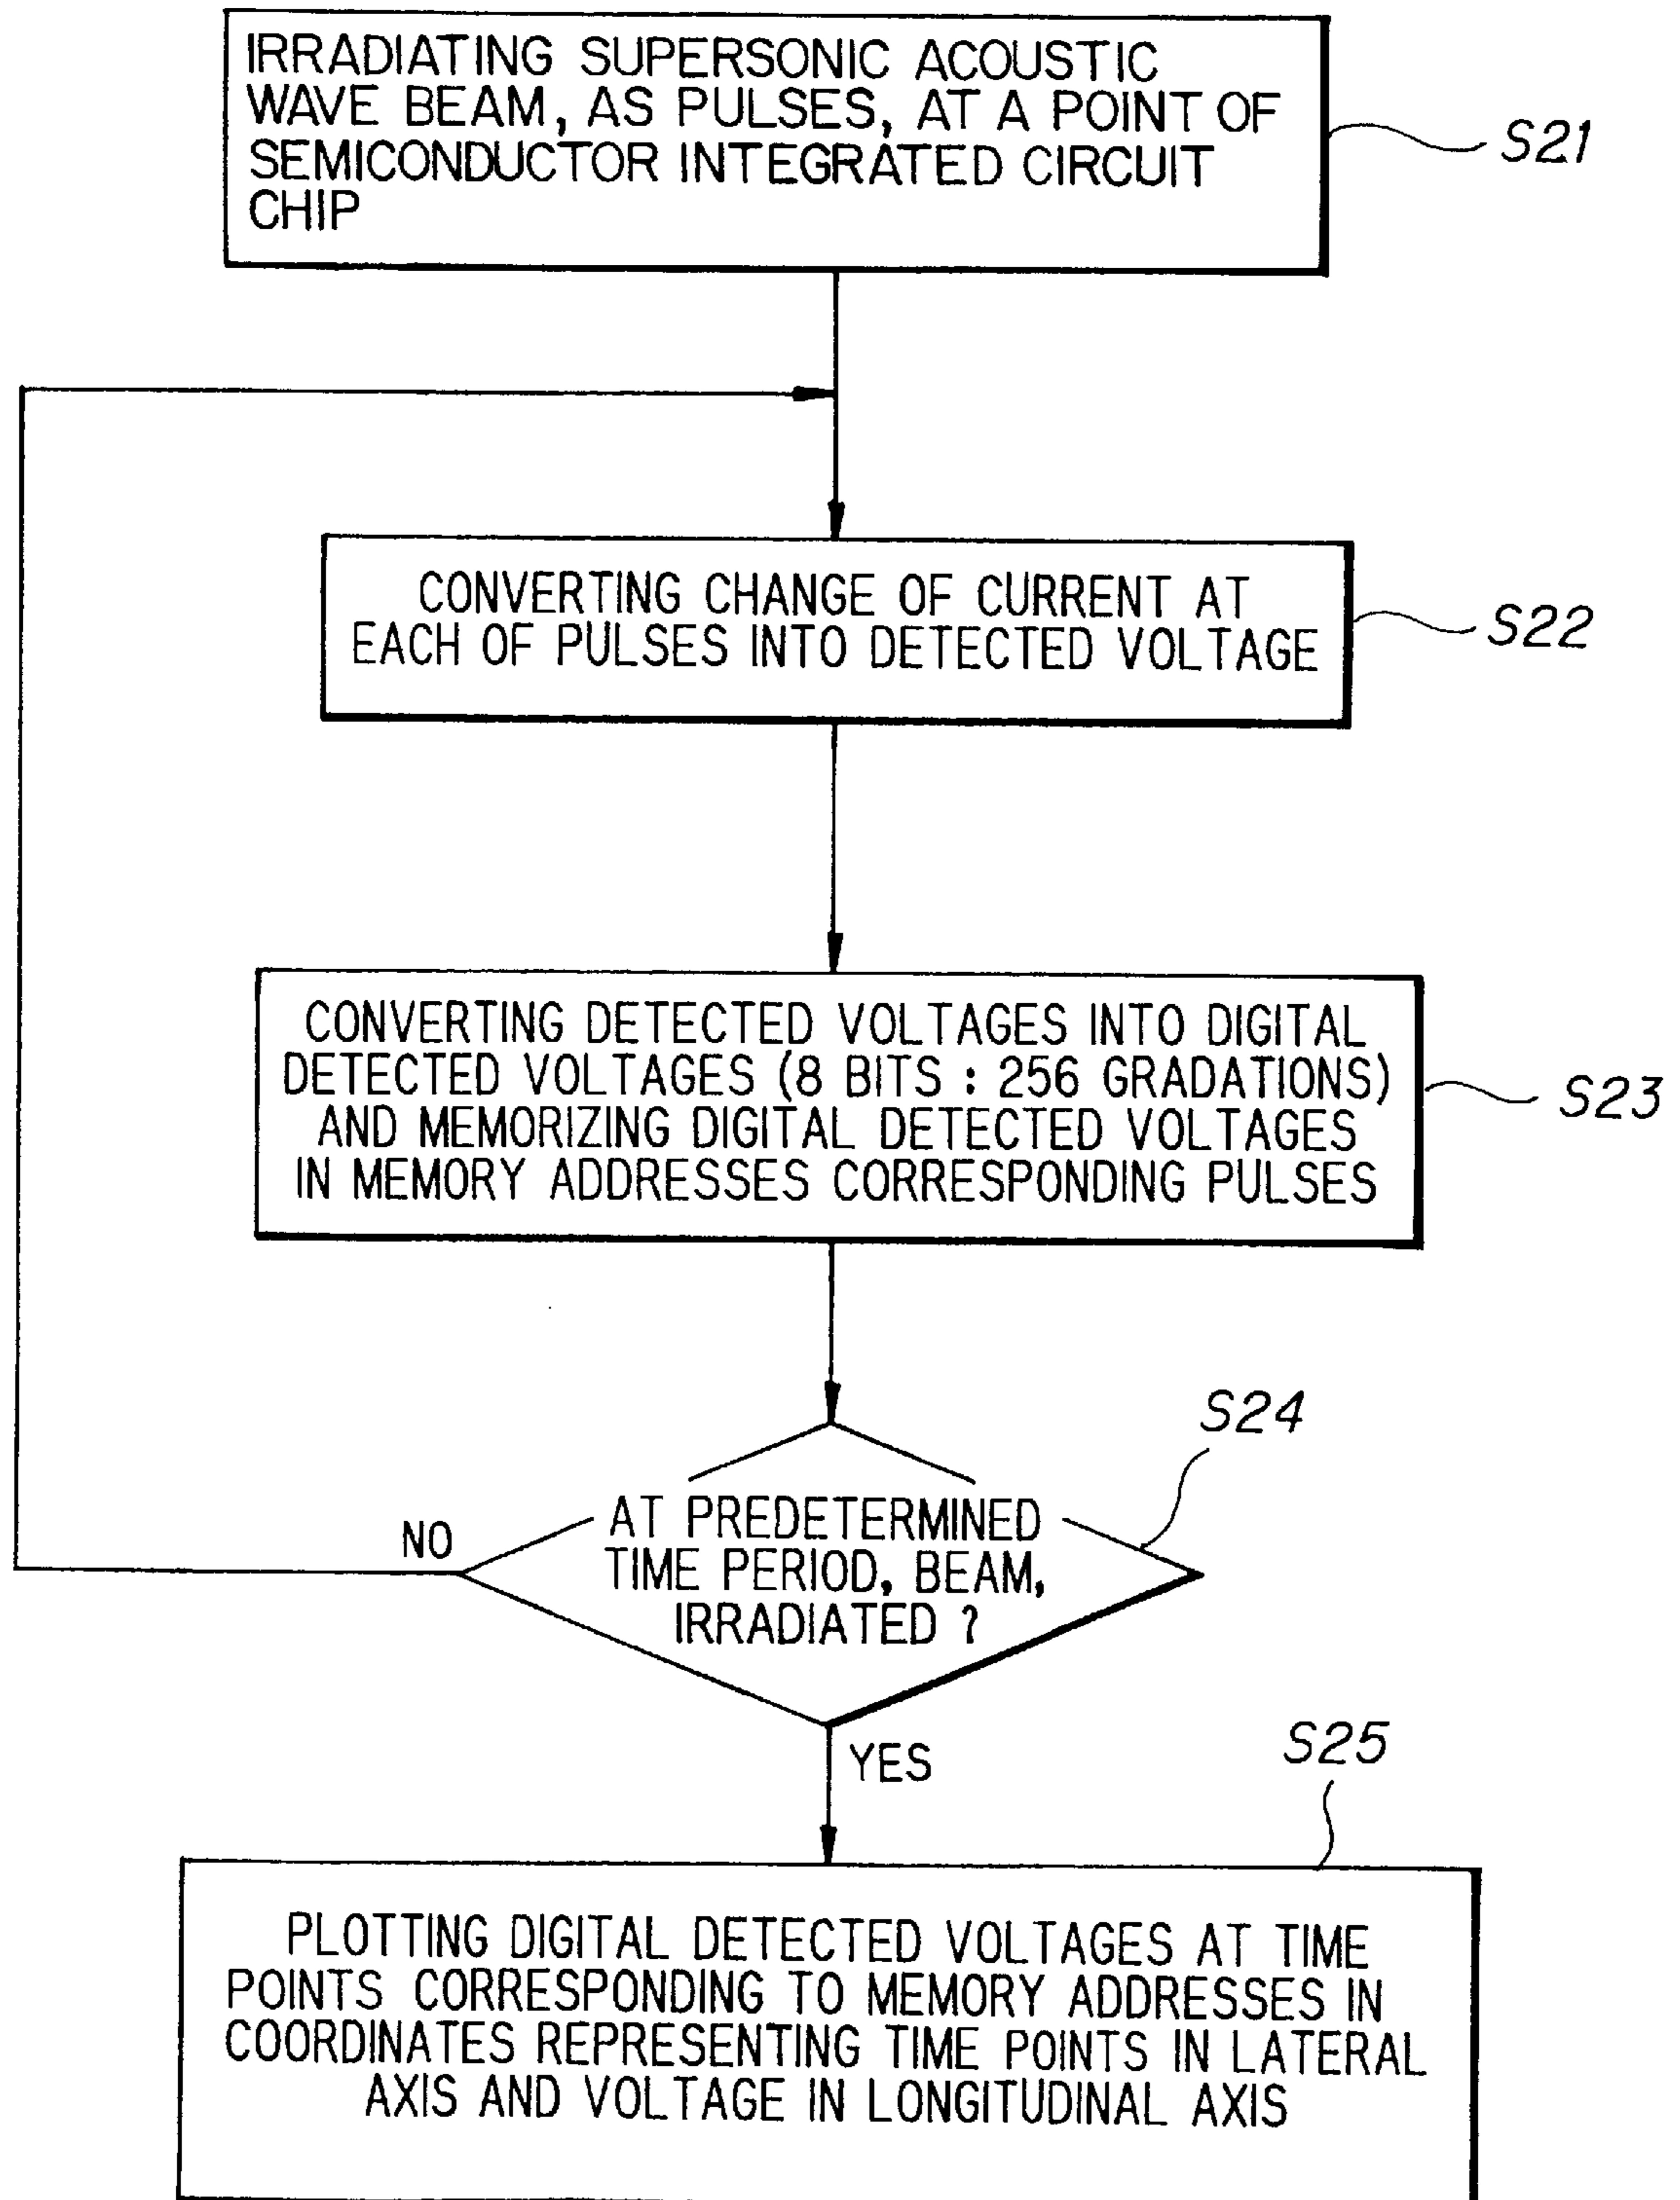 IRRADIATING SUPERSONIC ACOUSTIC
WAVE BEAM, AS PULSES, AT A POINT OF
SEMICONDUCTOR INTEGRATED CIRCUIT
CHIP
S21
CONVERTING CHANGE OF CURRENT AT
EACH OF PULSES INTO DETECTED VOLTAGE
S22
CONVERTING DETECTED VOLTAGES INTO DIGITAL
DETECTED VOLTAGES (8 BITS : 256 GRADATIONS)
AND MEMORIZING DIGITAL DETECTED VOLTAGES
IN MEMORY ADDRESSES CORRESPONDING PULSES
S23
S24
AT PREDETERMINED
TIME PERIOD, BEAM,
IRRADIATED ?
NO
YES
S25
PLOTTING DIGITAL DETECTED VOLTAGES AT TIME
POINTS CORRESPONDING TO MEMORY ADDRESSES IN
COORDINATES REPRESENTING TIME POINTS IN LATERAL
AXIS AND VOLTAGE IN LONGITUDINAL AXIS